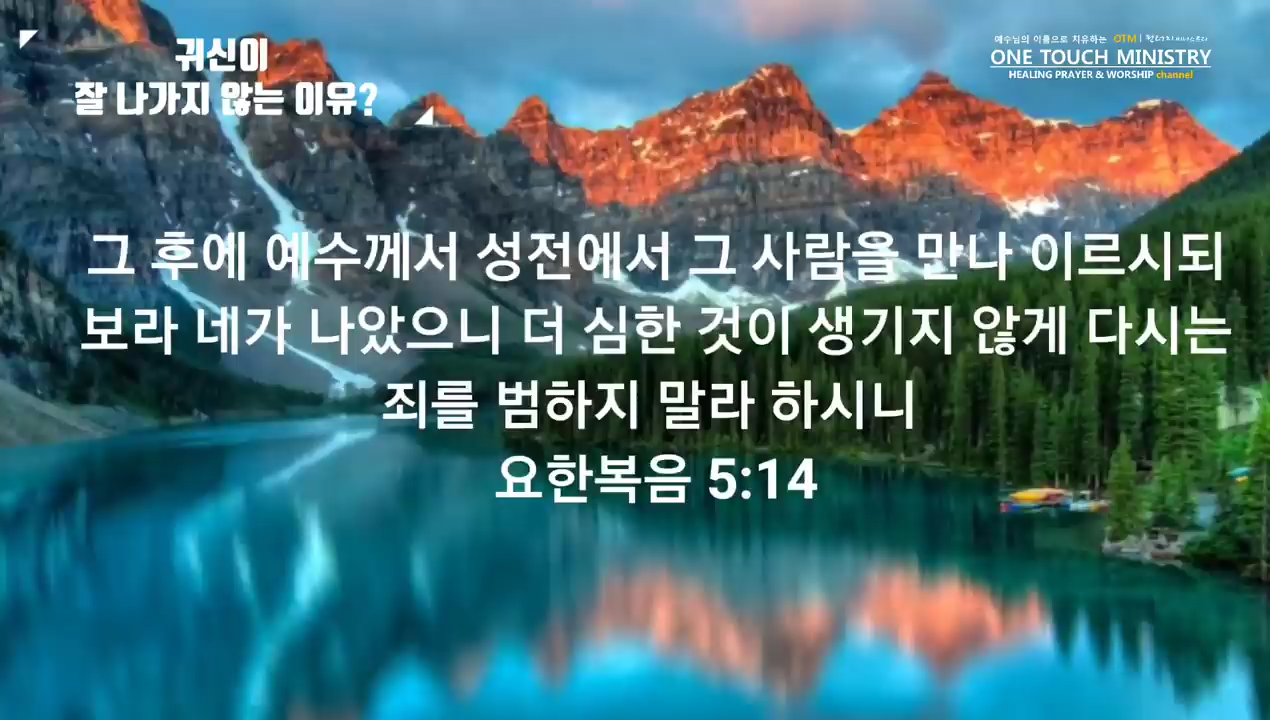 귀신이
잘 나가지 않는 이유?
예수님의 이름으로 치유하는 OTM | 원터치 미니스트리
ONE TOUCH MINISTRY
HEALING PRAYER & WORSHIP channel
그 후에 예수께서 성전에서 그 사람을 만나 이르시되
보라 네가 나았으니 더 심한 것이 생기지 않게 다시는
죄를 범하지 말라 하시니
요한복음 5:14